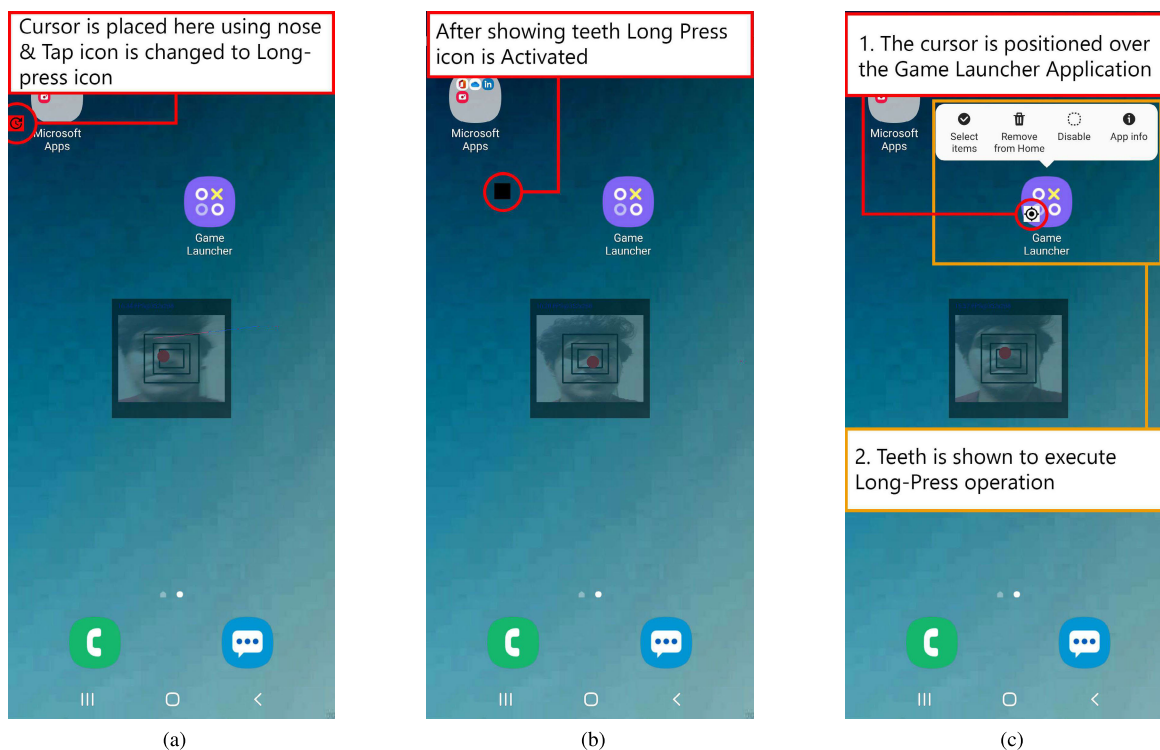 Cursor is placed here using nose
& Tap icon is changed to Long-
press icon
Microsoft
Apps
Game
Launcher
(a)
After showing teeth Long Press
icon is Activated
in
Microsoft
Apps
Game
Launcher
(b)
1. The cursor is positioned over
the Game Launcher Application
Microsoft
Apps
Select
items
Remove
from Home
Disable
App info
Game
Launcher
2. Teeth is shown to execute
Long-Press operation
(c)